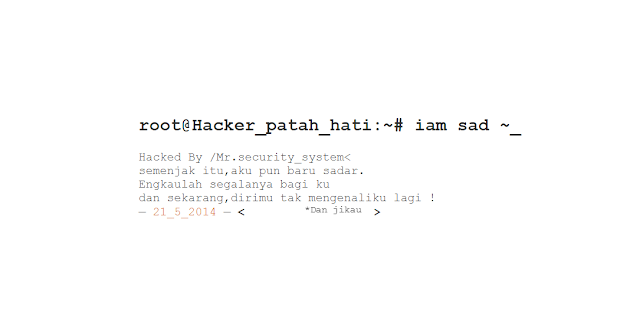 root@Hacker_patah_hati:~# iam sad ~_
Hacked By /Mr.security_system<
semenjak itu,aku pun baru sadar.
Engkaulah segalanya bagi ku
dan sekarang,dirimu tak mengenaliku lagi !
— 21_5_2014 — < *Dan jikau >